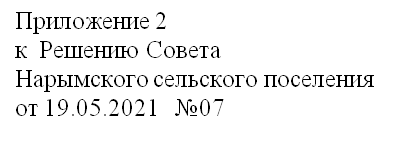 Приложение 2
к  Решению Совета
Нарымского сельского поселения
от 19.05.2021   №07